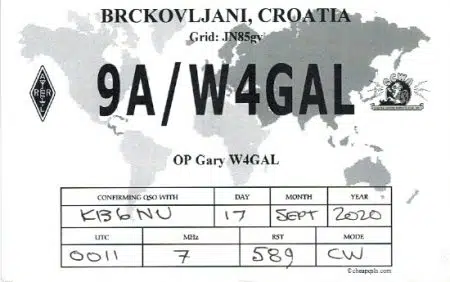 BRCKOVLJANI, CROATIA
Grid: JN85gv
9A/W4GAL
ARRL
OP Gary W4GAL
CONFIRMING QSO WITH DAY MONTH YEAR
KB6NU 17 SEPT 2020
UTC MHz RST MODE
0011 7 589 CW
© cheapqsls.com